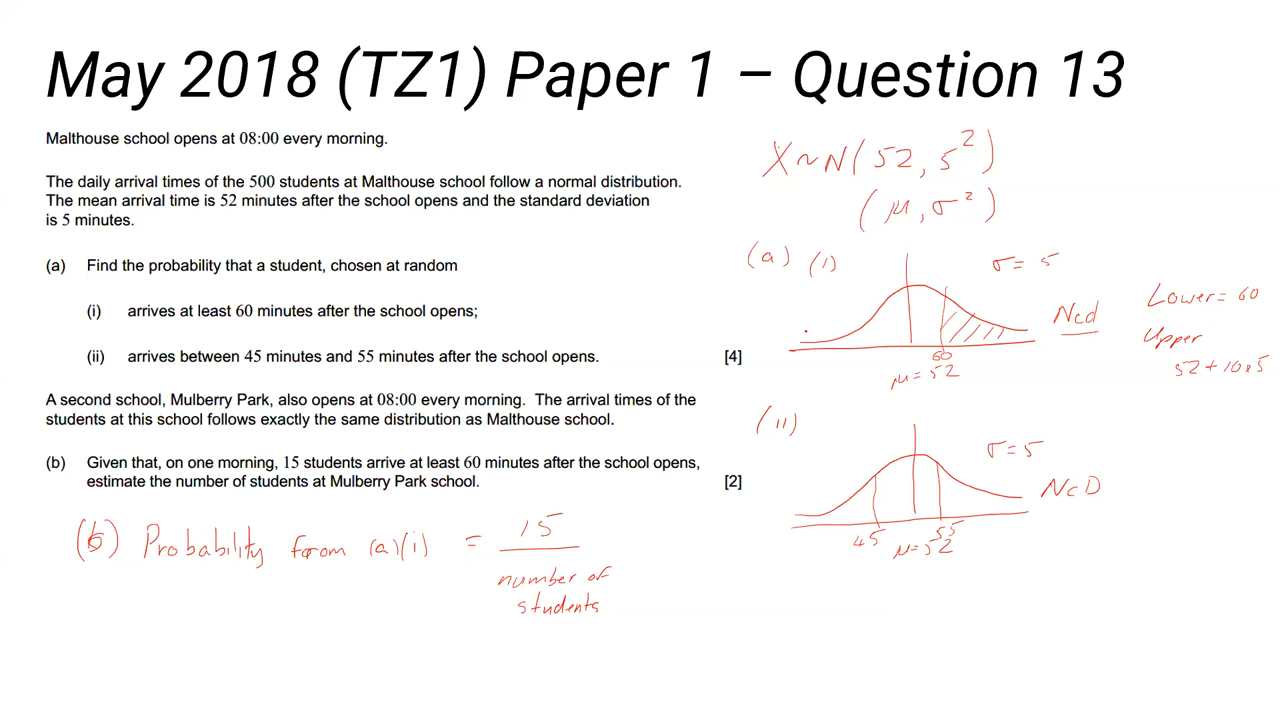 May 2018 (TZ1) Paper 1 – Question 13
Malthouse school opens at 08:00 every morning.
The daily arrival times of the 500 students at Malthouse school follow a normal distribution.
The mean arrival time is 52 minutes after the school opens and the standard deviation
is 5 minutes.
(a) Find the probability that a student, chosen at random
(i) arrives at least 60 minutes after the school opens;
(ii) arrives between 45 minutes and 55 minutes after the school opens. [4]
A second school, Mulberry Park, also opens at 08:00 every morning. The arrival times of the
students at this school follows exactly the same distribution as Malthouse school.
(b) Given that, on one morning, 15 students arrive at least 60 minutes after the school opens,
estimate the number of students at Mulberry Park school. [2]
(b) Probability from (a)(i) = 15
number of
students
X~N(52, 5²)
(μ, σ²)
(a) (i)
σ = 5
Ncd
60
μ=52
Lower = 60
Upper
52 + 10×5
(ii)
σ=5
NcD
45
55
μ=52